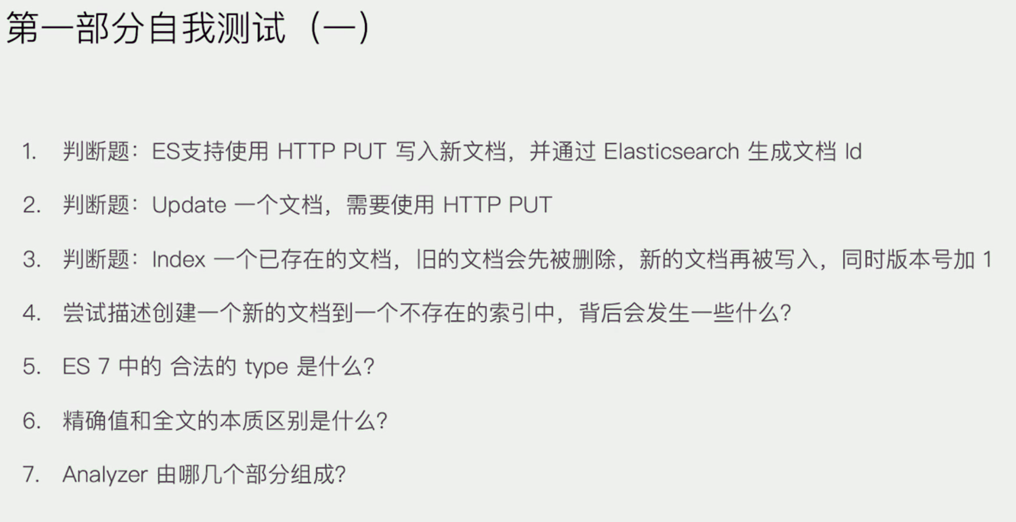 第一部分自我测试（一）
1. 判断题：ES支持使用 HTTP PUT 写入新文档，并通过 Elasticsearch 生成文档 Id
2. 判断题：Update 一个文档，需要使用 HTTP PUT
3. 判断题：Index 一个已存在的文档，旧的文档会先被删除，新的文档再被写入，同时版本号加 1
4. 尝试描述创建一个新的文档到一个不存在的索引中，背后会发生一些什么？
5. ES 7 中的 合法的 type 是什么？
6. 精确值和全文的本质区别是什么？
7. Analyzer 由哪几个部分组成？